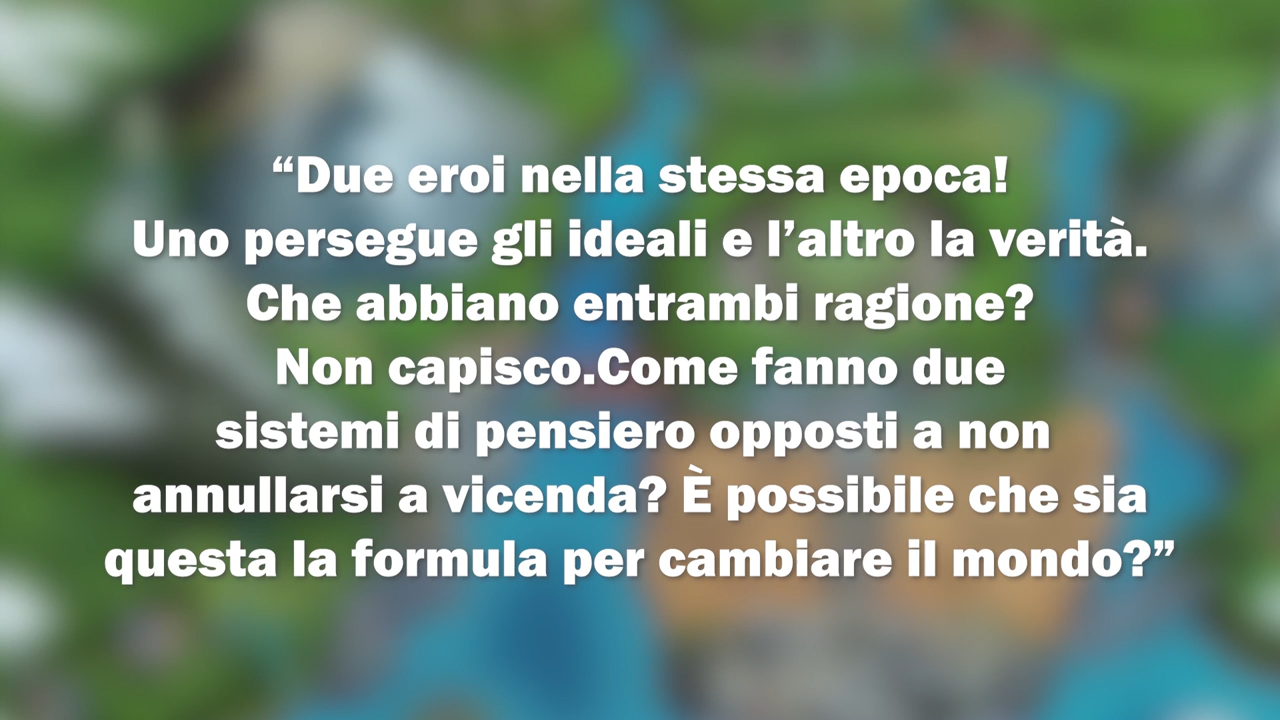 “Due eroi nella stessa epoca!
Uno persegue gli ideali e l’altro la verità.
Che abbiano entrambi ragione?
Non capisco.Come fanno due
sistemi di pensiero opposti a non
annullarsi a vicenda? È possibile che sia
questa la formula per cambiare il mondo?”